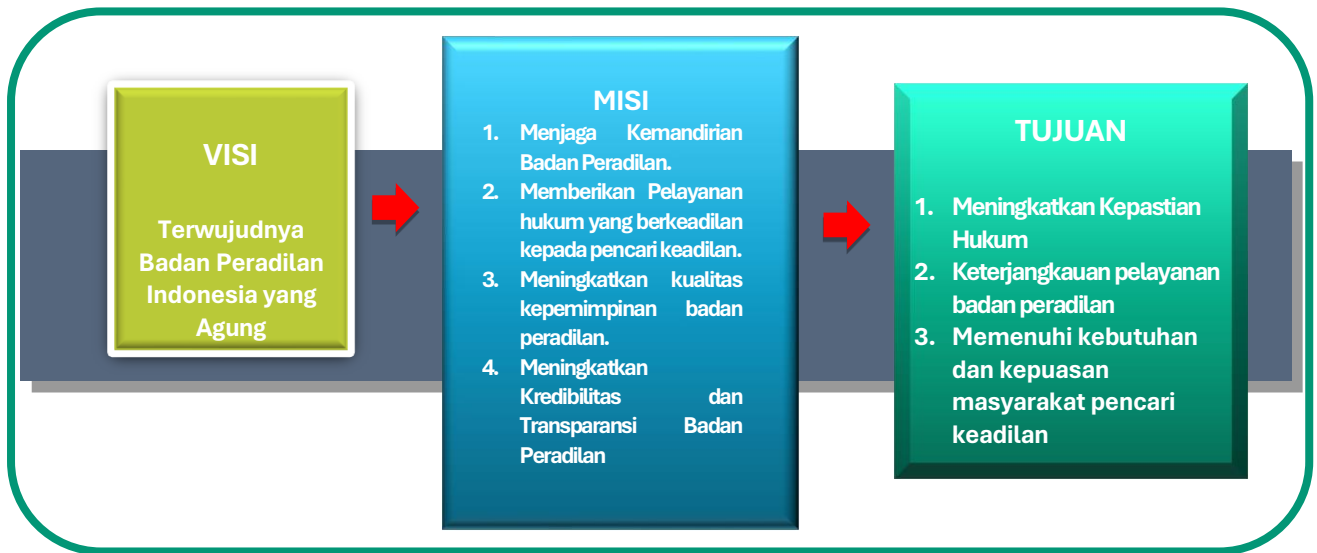 VISI
Terwujudnya
Badan Peradilan
Indonesia yang
Agung
MISI
1. Menjaga Kemandirian
Badan Peradilan.
2. Memberikan Pelayanan
hukum yang berkeadilan
kepada pencari keadilan.
3. Meningkatkan kualitas
kepemimpinan badan
peradilan.
4. Meningkatkan
Kredibilitas dan
Transparansi Badan
Peradilan
TUJUAN
1. Meningkatkan Kepastian
Hukum
2. Keterjangkauan pelayanan
badan peradilan
3. Memenuhi kebutuhan
dan kepuasan
masyarakat pencari
keadilan